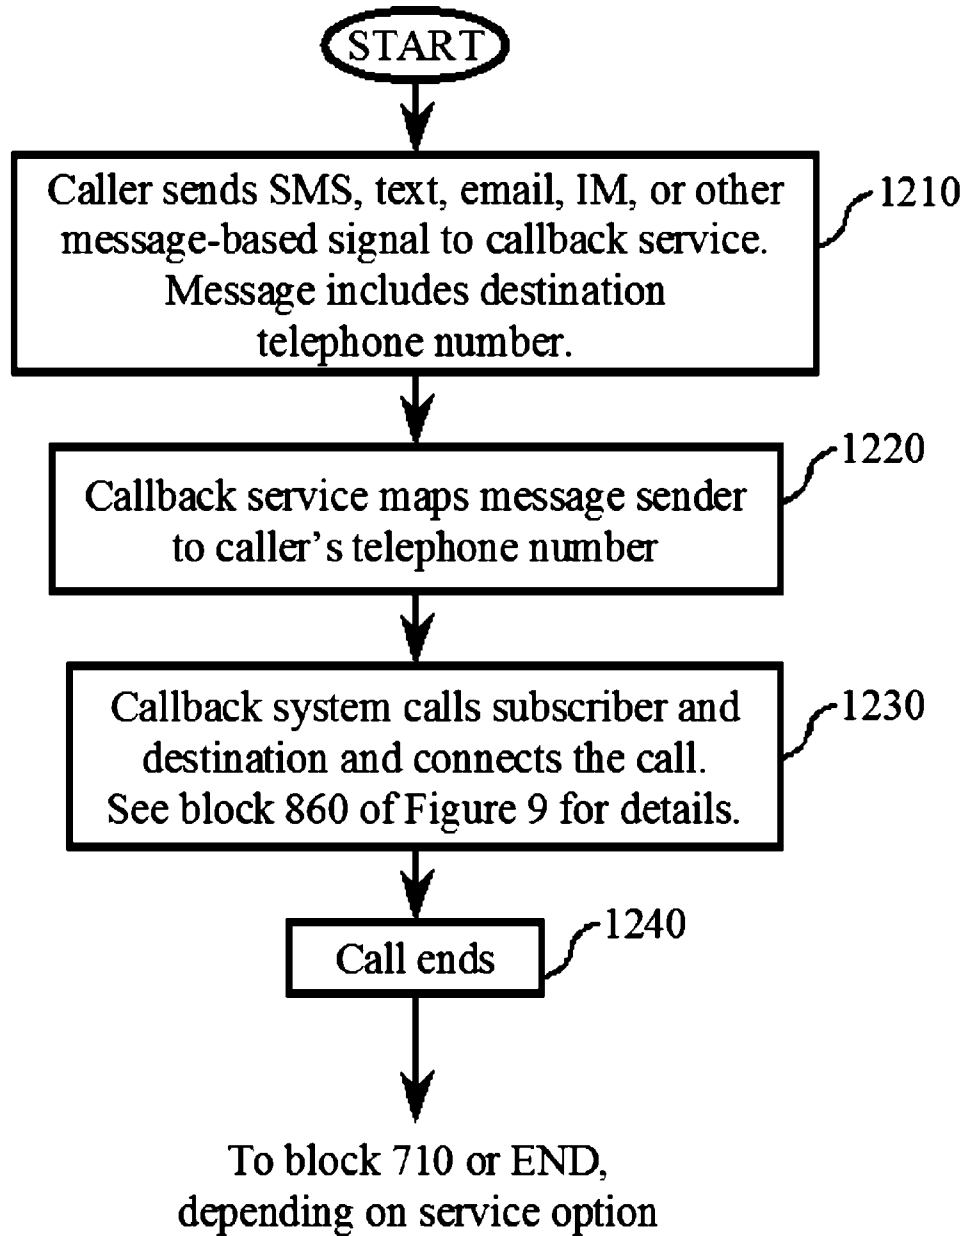 START
Caller sends SMS, text, email, IM, or other
message-based signal to callback service.
Message includes destination
telephone number.
1210
Callback service maps message sender
to caller's telephone number
1220
Callback system calls subscriber and
destination and connects the call.
See block 860 of Figure 9 for details.
1230
Call ends
1240
To block 710 or END,
depending on service option